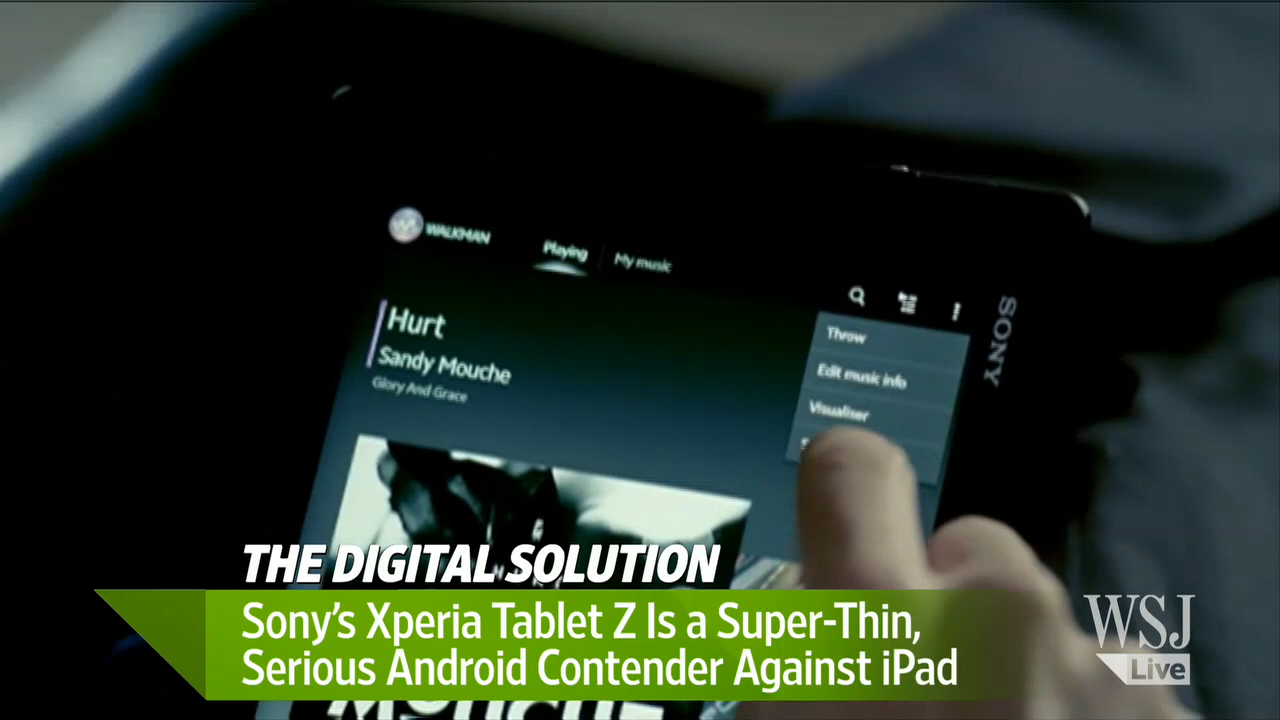 WALKMAN
Playing
My music
Hurt
Sandy Mouche
Glory And Grace
Throw
Edit music info
Visualiser
SONY
THE DIGITAL SOLUTION
Sony's Xperia Tablet Z Is a Super-Thin,
Serious Android Contender Against iPad
WSJ
Live